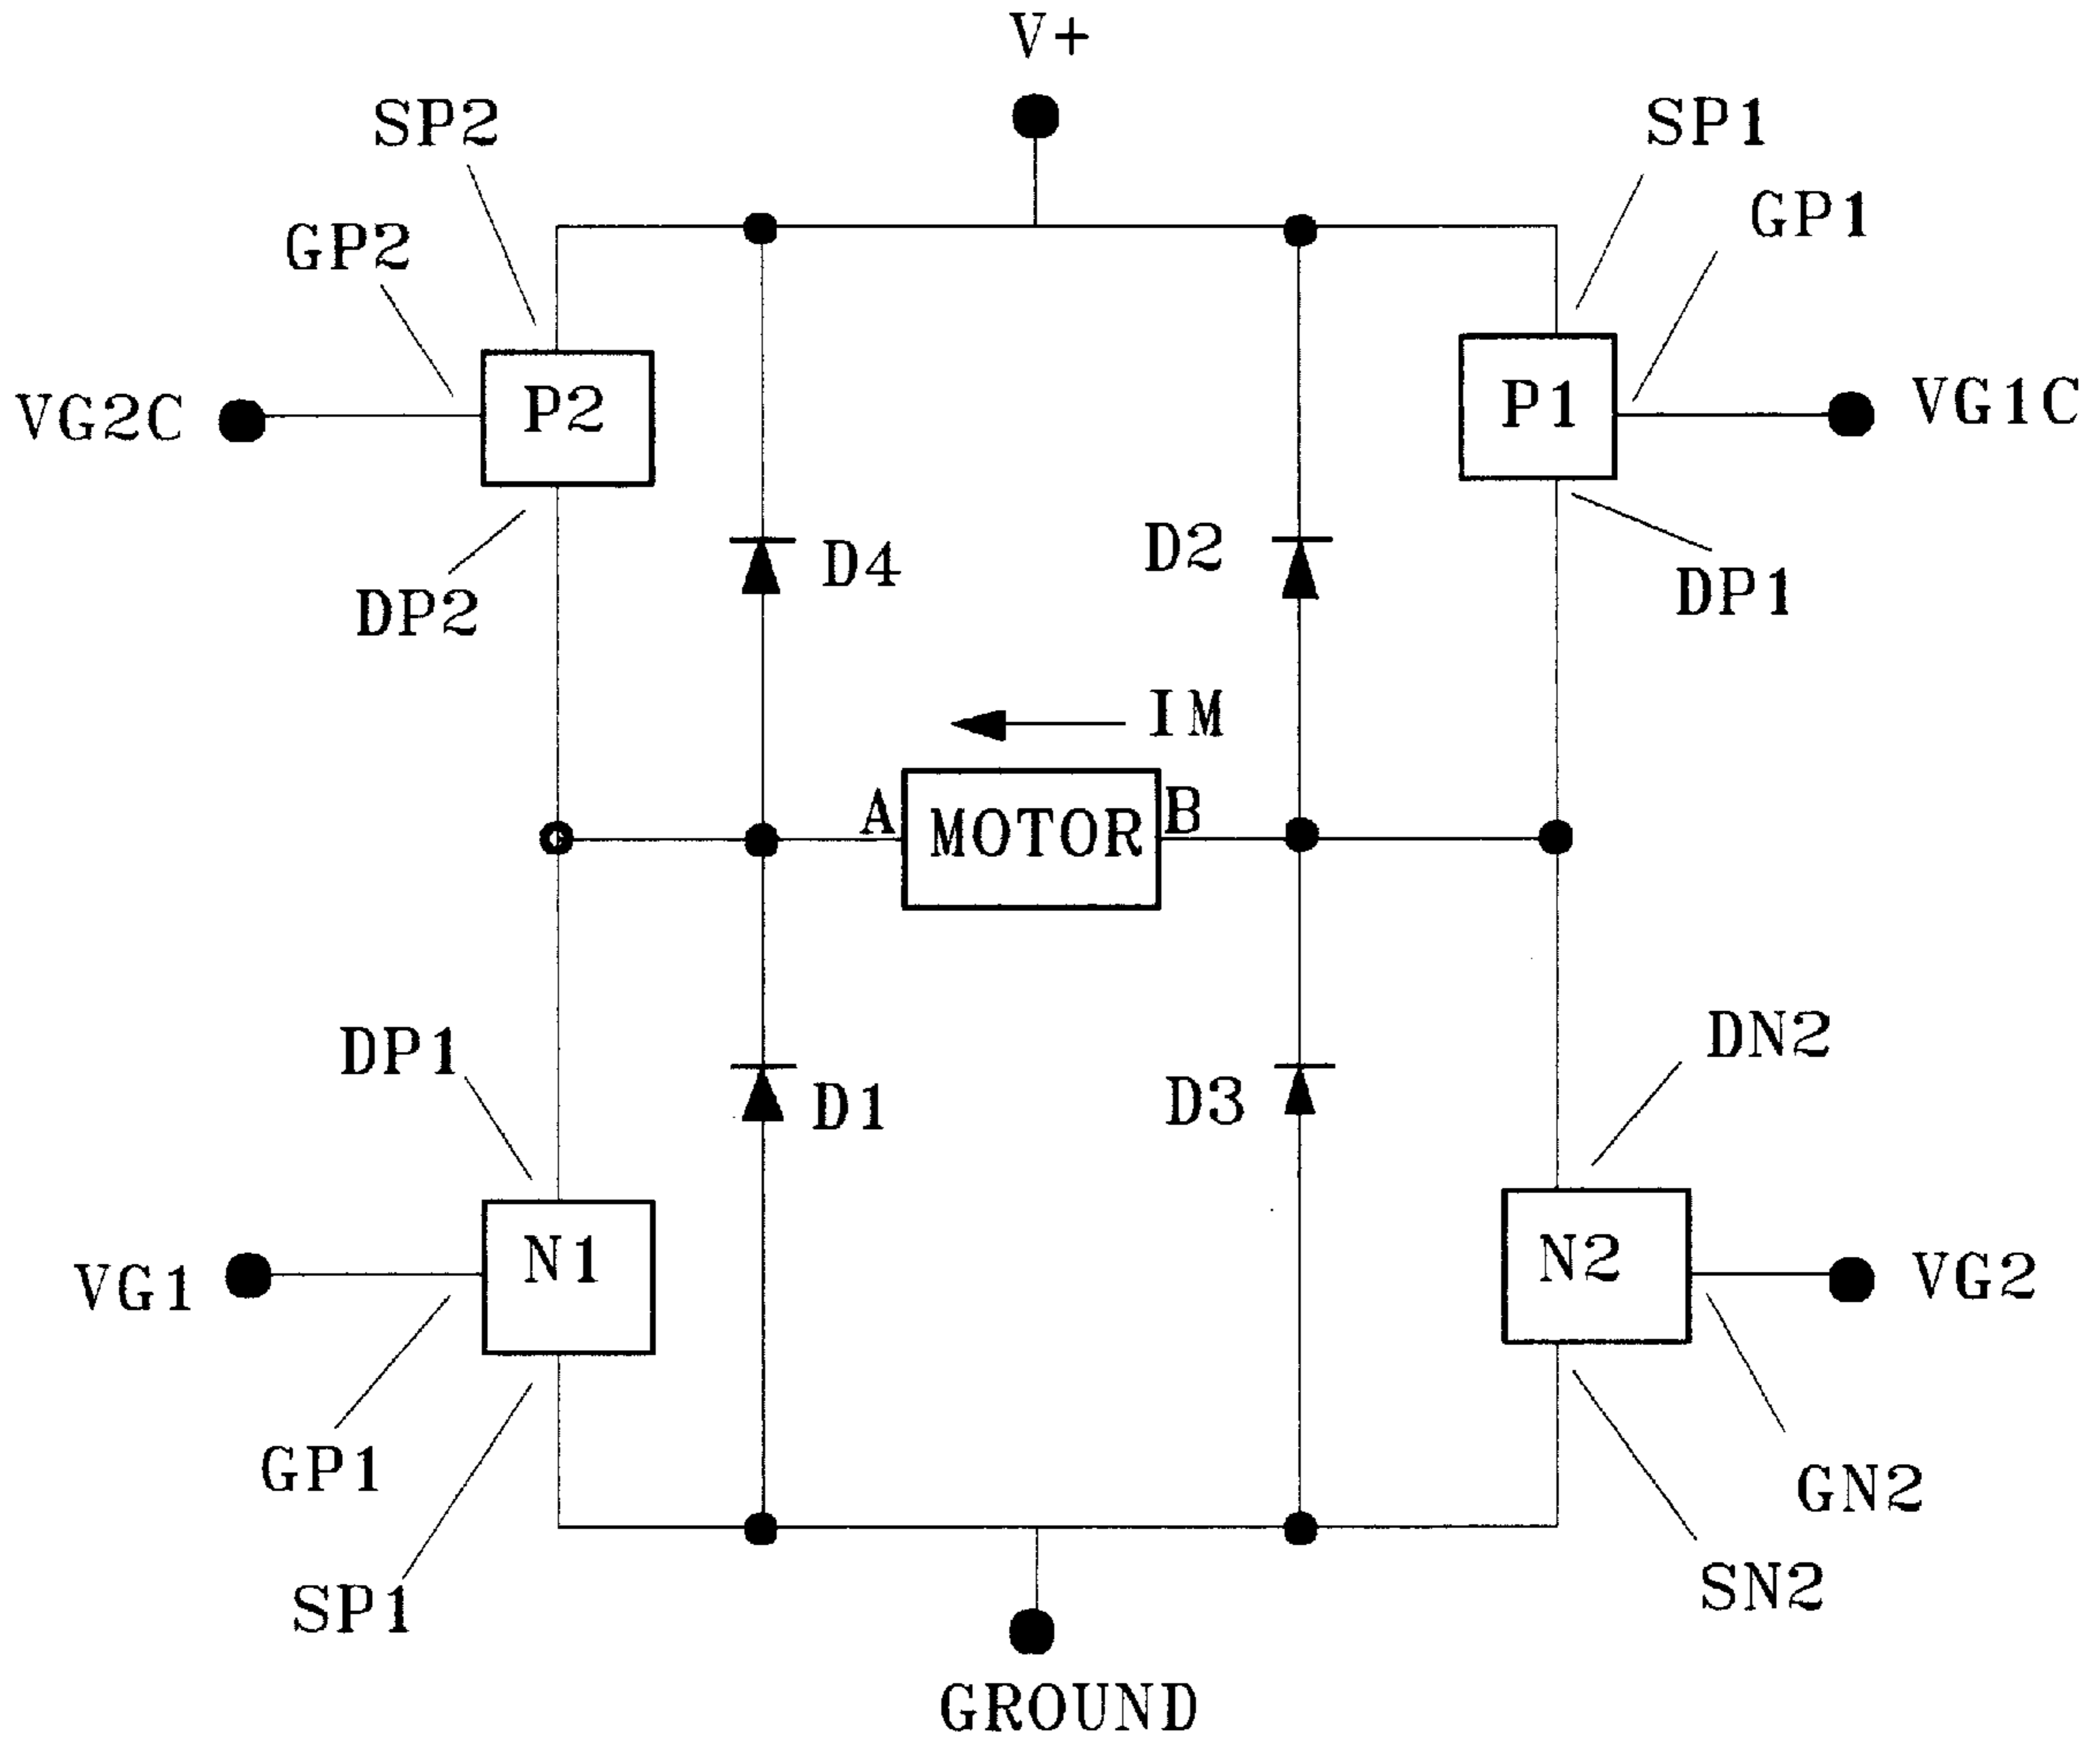 V+
SP2
SP1
GP2
GP1
VG2C
P2
P1
VG1C
D4
D2
DP2
DP1
IM
A
MOTOR
B
DP1
DN2
D1
D3
VG1
N1
N2
VG2
GP1
GN2
SP1
SN2
GROUND